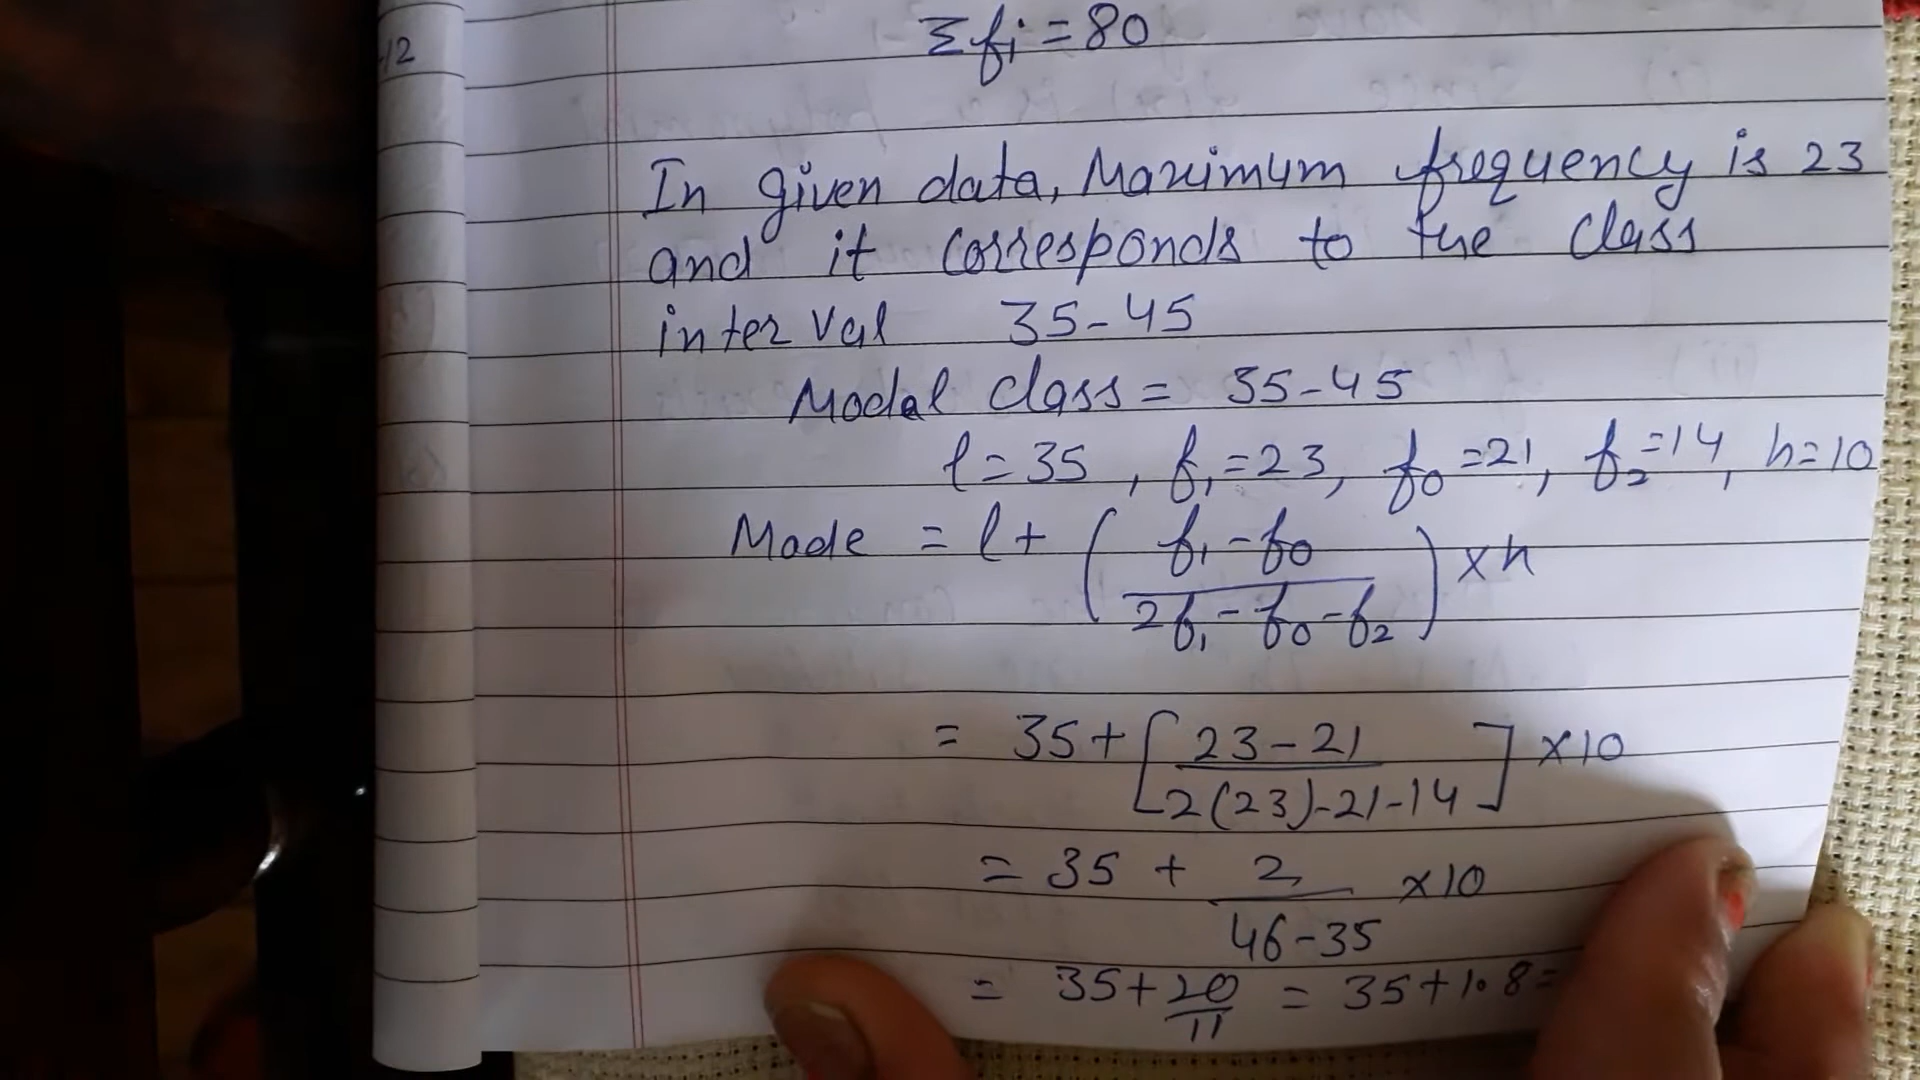 12
Σfi = 80
In given data, Maximum frequency is 23
and it corresponds to the class
interval 35-45
Modal class = 35-45
l = 35, f₁ = 23, f₀ = 21, f₂ = 14, h = 10
Mode = l + ( f₁ - f₀ / 2f₁ - f₀ - f₂ ) × h
= 35 + [ 23 - 21 / 2(23) - 21 - 14 ] × 10
= 35 + 2 / 46 - 35 × 10
= 35 + 20/11 = 35 + 1.8 =